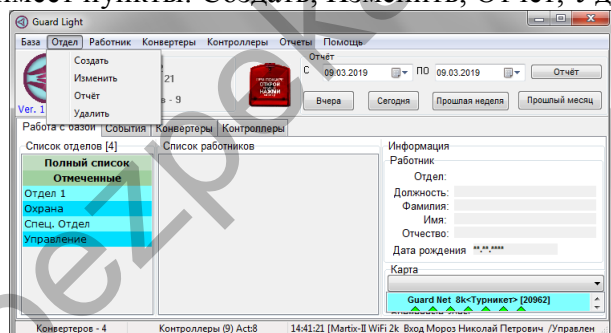 имеет пункты: Создать, Изменить, Отчет, Уд
Guard Light
База Отдел Работник Конвертеры Контроллеры Отчеты Помощь
Создать
Изменить
Отчёт
Удалить
21
- 9
Ver. 1
Отчёт
С 09.03.2019 ПО 09.03.2019 Отчёт
Вчера Сегодня Прошлая неделя Прошлый месяц
Работа с базой События Конвертеры Контроллеры
Список отделов [4]
Полный список
Отмеченные
Отдел 1
Охрана
Спец. Отдел
Управление
Список работников
Информация
Работник
Отдел:
Должность:
Фамилия:
Имя:
Отчество:
Дата рождения **.**.****
Карта
Guard Net 8k<Турникет> [20962]
Конвертеров - 4 Контроллеры (9) Act:8 14:41:21 [Martix-II WiFi 2k Вход Мороз Николай Петрович /Управлен